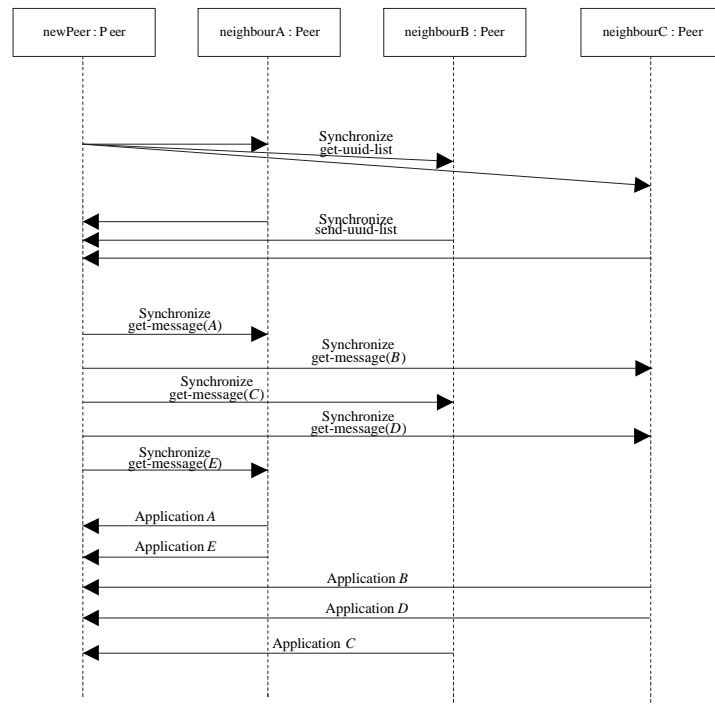 newPeer : Peer
neighbourA : Peer
neighbourB : Peer
neighbourC : Peer
Synchronize
get-uuid-list
Synchronize
send-uuid-list
Synchronize
get-message(A)
Synchronize
get-message(B)
Synchronize
get-message(C)
Synchronize
get-message(D)
Synchronize
get-message(E)
Application A
Application E
Application B
Application D
Application C